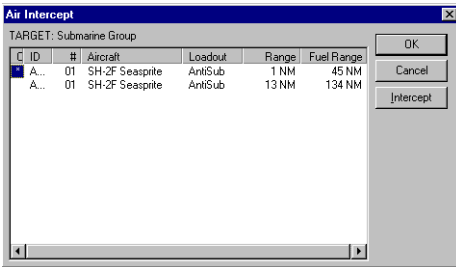 Air Intercept
TARGET: Submarine Group
C ID # Aircraft Loadout Range Fuel Range
* A... 01 SH-2F Seasprite AntiSub 1 NM 45 NM
A... 01 SH-2F Seasprite AntiSub 13 NM 134 NM
OK
Cancel
Intercept